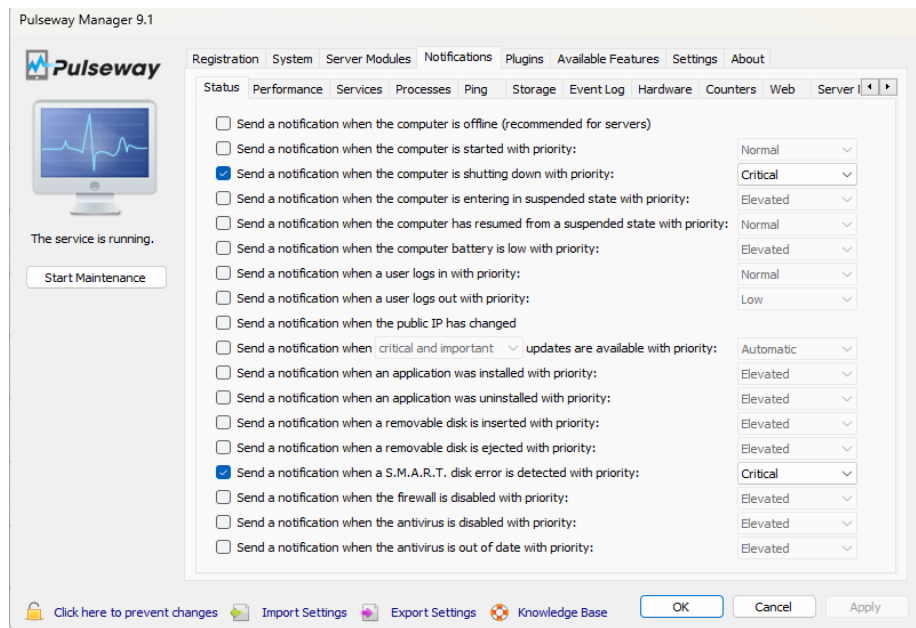 Pulseway Manager 9.1
Pulseway
Registration System Server Modules Notifications Plugins Available Features Settings About
Status Performance Services Processes Ping Storage Event Log Hardware Counters Web Server
Send a notification when the computer is offline (recommended for servers)
Send a notification when the computer is started with priority: Normal
Send a notification when the computer is shutting down with priority: Critical
Send a notification when the computer is entering in suspended state with priority: Elevated
Send a notification when the computer has resumed from a suspended state with priority: Normal
The service is running.
Send a notification when the computer battery is low with priority: Elevated
Start Maintenance
Send a notification when a user logs in with priority: Normal
Send a notification when a user logs out with priority: Low
Send a notification when the public IP has changed
Send a notification when critical and important updates are available with priority: Automatic
Send a notification when an application was installed with priority: Elevated
Send a notification when an application was uninstalled with priority: Elevated
Send a notification when a removable disk is inserted with priority: Elevated
Send a notification when a removable disk is ejected with priority: Elevated
Send a notification when a S.M.A.R.T. disk error is detected with priority: Critical
Send a notification when the firewall is disabled with priority: Elevated
Send a notification when the antivirus is disabled with priority: Elevated
Send a notification when the antivirus is out of date with priority: Elevated
Click here to prevent changes Import Settings Export Settings Knowledge Base OK Cancel Apply